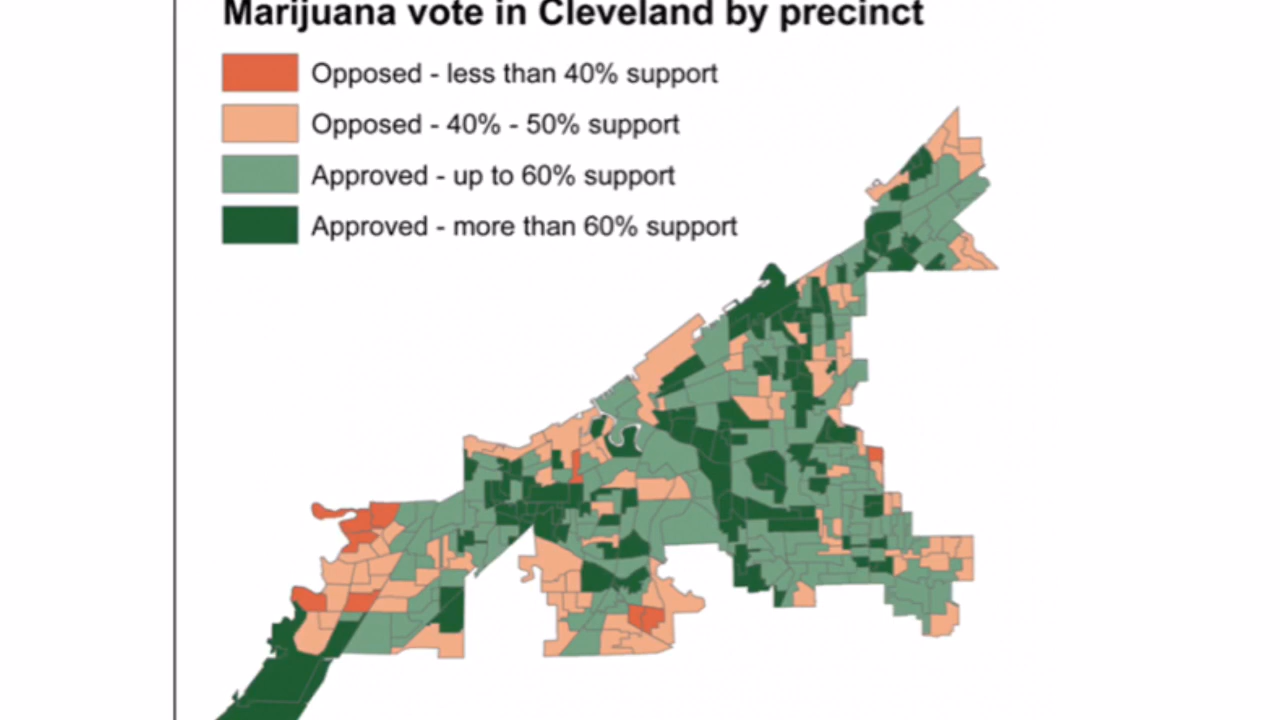 Marijuana vote in Cleveland by precinct
Opposed - less than 40% support
Opposed - 40% - 50% support
Approved - up to 60% support
Approved - more than 60% support